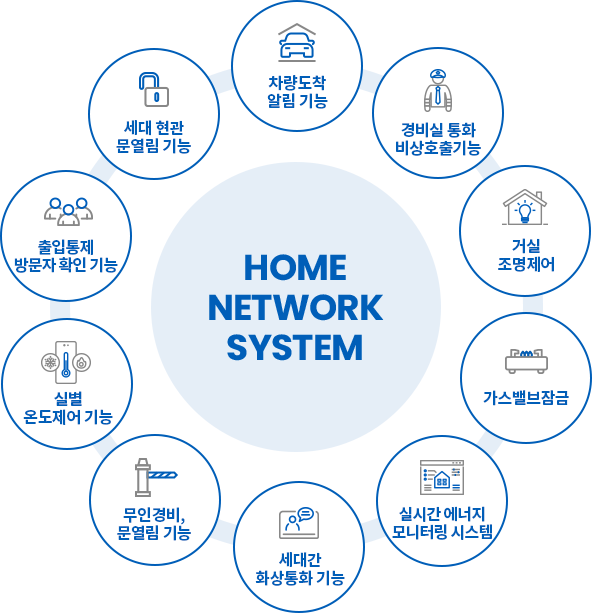 차량도착
알림 기능
경비실 통화
비상호출기능
거실
조명제어
가스밸브잠금
실시간 에너지
모니터링 시스템
세대간
화상통화 기능
무인경비,
문열림 기능
실별
온도제어 기능
출입통제
방문자 확인 기능
세대 현관
문열림 기능
HOME
NETWORK
SYSTEM